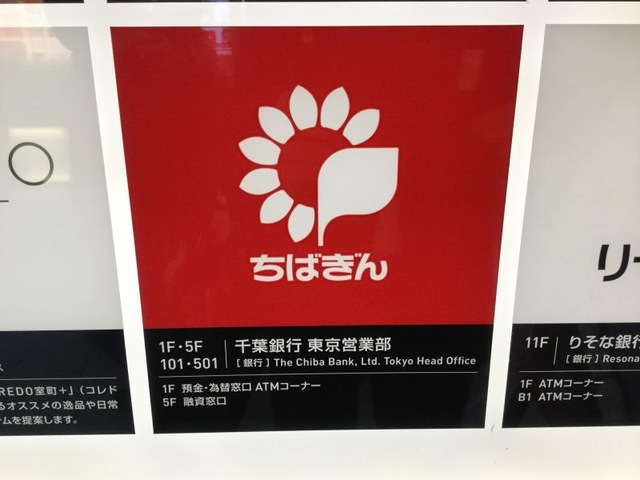 ちばぎん
1F・5F
101・501
千葉銀行 東京営業部
[ 銀行 ] The Chiba Bank, Ltd. Tokyo Head Office
1F 預金・為替窓口 ATMコーナー
5F 融資窓口
O
REDO室町+」（コレド
るオススメの逸品や日常
テムを提案します。
リ
11F
りそな銀行
[ 銀行 ] Resona
1F ATMコーナー
B1 ATMコーナー